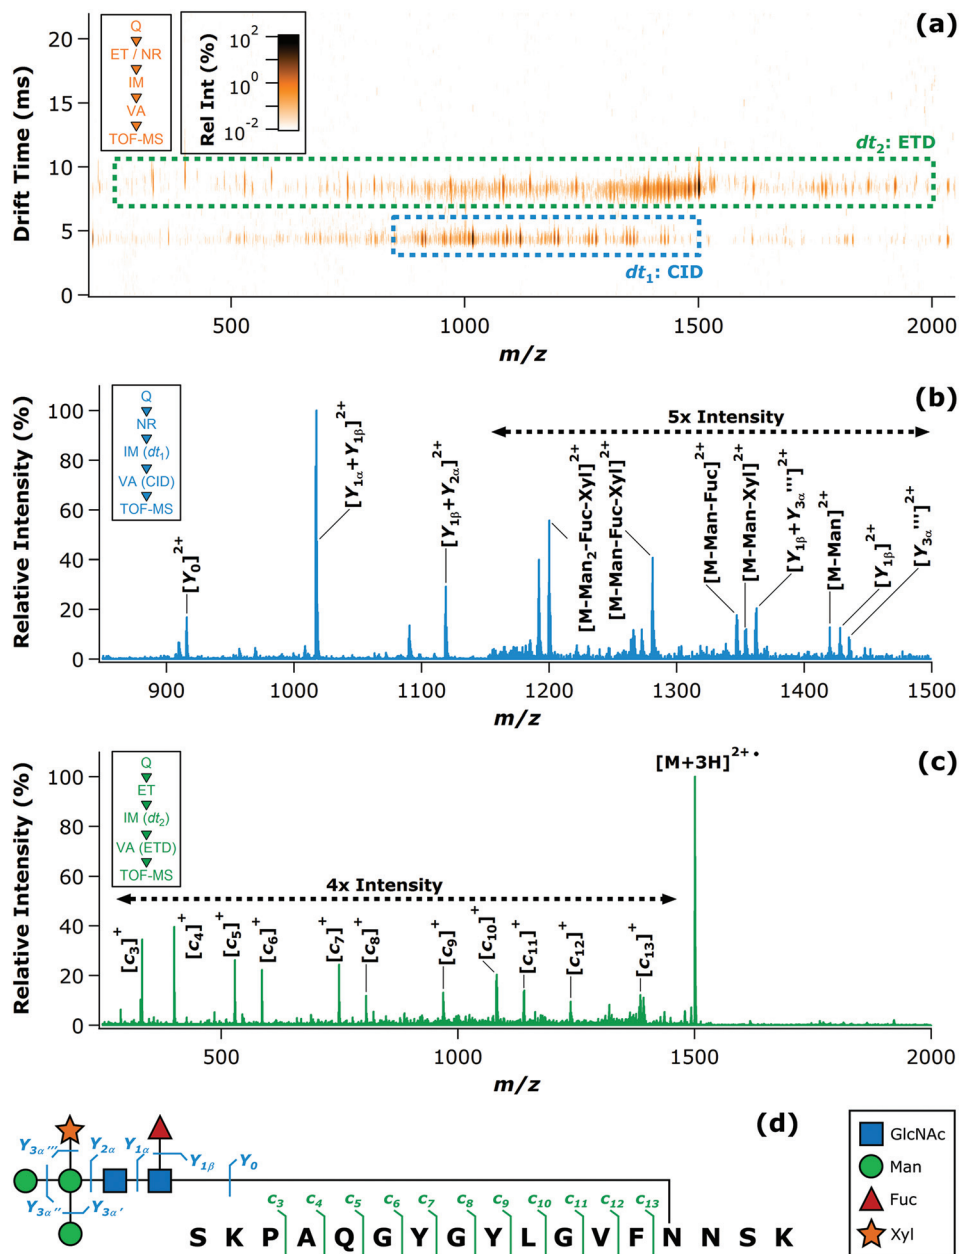 (a)
Q
ET / NR
IM
VA
TOF-MS
Rel Int (%)
10²
10⁰
10⁻²
Drift Time (ms)
20
15
10
5
0
dt₂: ETD
dt₁: CID
500
1000
1500
2000
m/z
(b)
Q
NR
IM (dt₁)
VA (CID)
TOF-MS
Relative Intensity (%)
100
80
60
40
20
0
5x Intensity
[Y₀]²⁺
[Y₁α+Y₁β]²⁺
[Y₁β+Y₂α]²⁺
[M-Man₂-Fuc-Xyl]²⁺
[M-Man-Fuc-Xyl]²⁺
[M-Man-Fuc]²⁺
[M-Man-Xyl]²⁺
[Y₁β+Y₃α''']²⁺
[M-Man]²⁺
[Y₁β]²⁺
[Y₃α''']²⁺
900
1000
1100
1200
1300
1400
1500
m/z
(c)
Q
ET
IM (dt₂)
VA (ETD)
TOF-MS
Relative Intensity (%)
100
80
60
40
20
0
[M+3H]²⁺•
4x Intensity
[c₃]⁺
[c₄]⁺
[c₅]⁺
[c₆]⁺
[c₇]⁺
[c₈]⁺
[c₉]⁺
[c₁₀]⁺
[c₁₁]⁺
[c₁₂]⁺
[c₁₃]⁺
500
1000
1500
2000
m/z
(d)
Y₃α''' Y₂α Y₁α Y₁β Y₀
Y₃α'' Y₃α'
c₃ c₄ c₅ c₆ c₇ c₈ c₉ c₁₀ c₁₁ c₁₂ c₁₃
S K P A Q G Y G Y L G V F N N S K
GlcNAc
Man
Fuc
Xyl